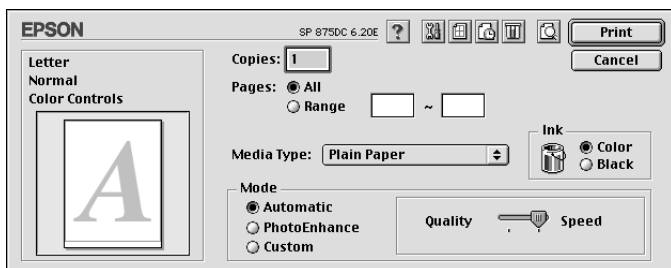 EPSON
SP 875DC 6.20E ?
Print
Cancel
Letter
Normal
Color Controls
A
Copies: 1
Pages: All
Range ~
Media Type: Plain Paper
Ink
Color
Black
Mode
Automatic
PhotoEnhance
Custom
Quality Speed